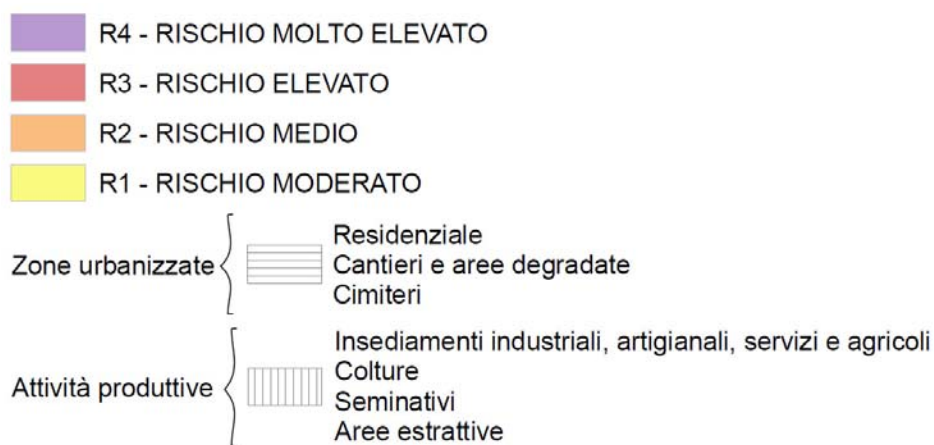 R4 - RISCHIO MOLTO ELEVATO
R3 - RISCHIO ELEVATO
R2 - RISCHIO MEDIO
R1 - RISCHIO MODERATO
Zone urbanizzate
Residenziale
Cantieri e aree degradate
Cimiteri
Attività produttive
Insediamenti industriali, artigianali, servizi e agricoli
Colture
Seminativi
Aree estrattive